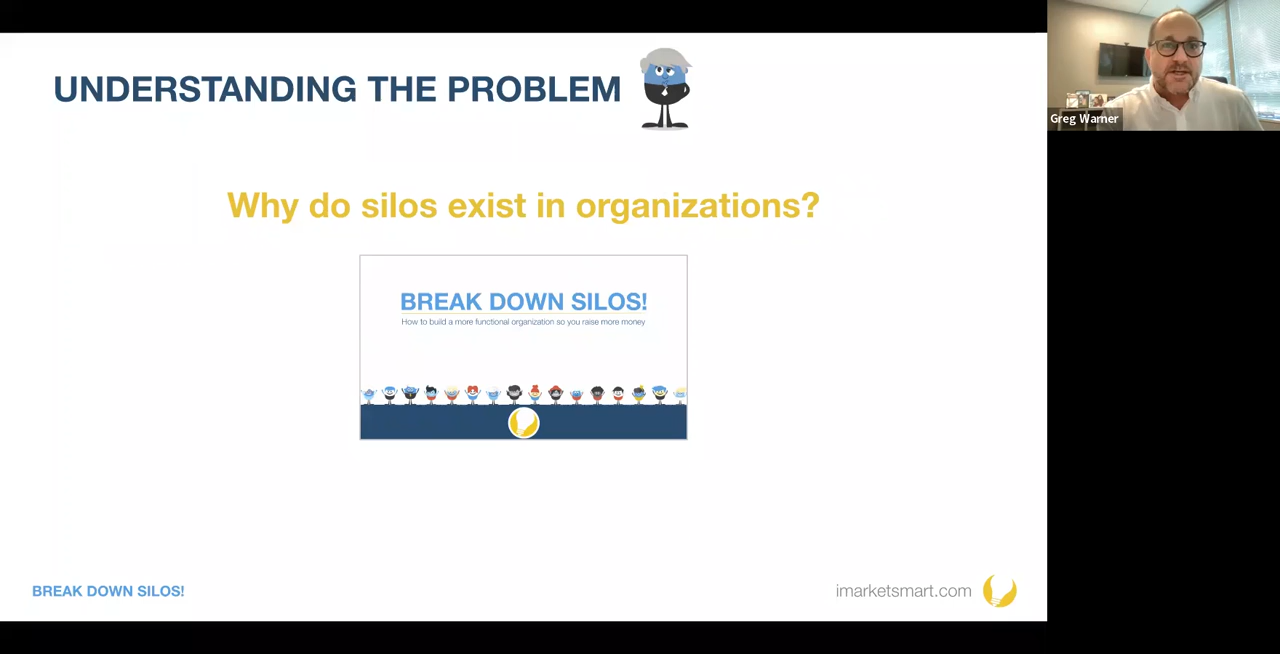 UNDERSTANDING THE PROBLEM
Why do silos exist in organizations?
BREAK DOWN SILOS!
How to build a more functional organization so you raise more money
BREAK DOWN SILOS!
imarketsmart.com
Greg Warner